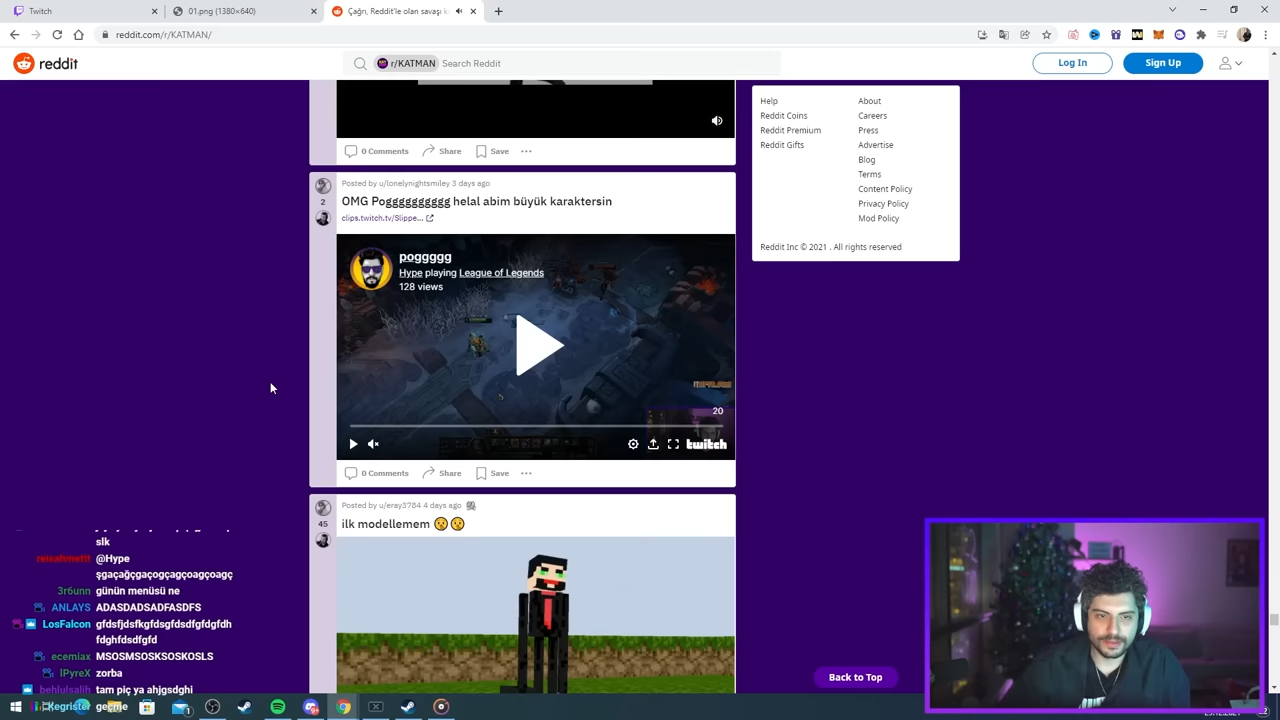 Twitch
01.png (1380×640)
Çağrı, Reddit'le olan savaşı k
reddit.com/r/KATMAN/
reddit
r/KATMAN
Search Reddit
Log In
Sign Up
Help
About
Reddit Coins
Careers
Reddit Premium
Press
Reddit Gifts
Advertise
Blog
Terms
Content Policy
Privacy Policy
Mod Policy
Reddit Inc © 2021 . All rights reserved
0 Comments
Share
Save
2
Posted by u/lonelynightsmiley 3 days ago
OMG Pogggggggggg helal abim büyük karaktersin
clips.twitch.tv/Slippe...
poggggg
Hype playing League of Legends
128 views
20
twitch
0 Comments
Share
Save
45
Posted by u/eray3784 4 days ago
ilk modellemem
slk
reisahmettt @Hype
şgaçağçgaçogçagçoagçoagç
3r6unn günün menüsü ne
ANLAYS ADASDADSADFASDFS
LosFalcon gfdsfjdsfkgfdsgfdsdfgfdgfdh
fdghfdsdfgfd
ecemiax MSOSMSOSKSOSKOSLS
IPyreX zorba
behlulsalih tam piç ya ahjgsdghi
Back to Top